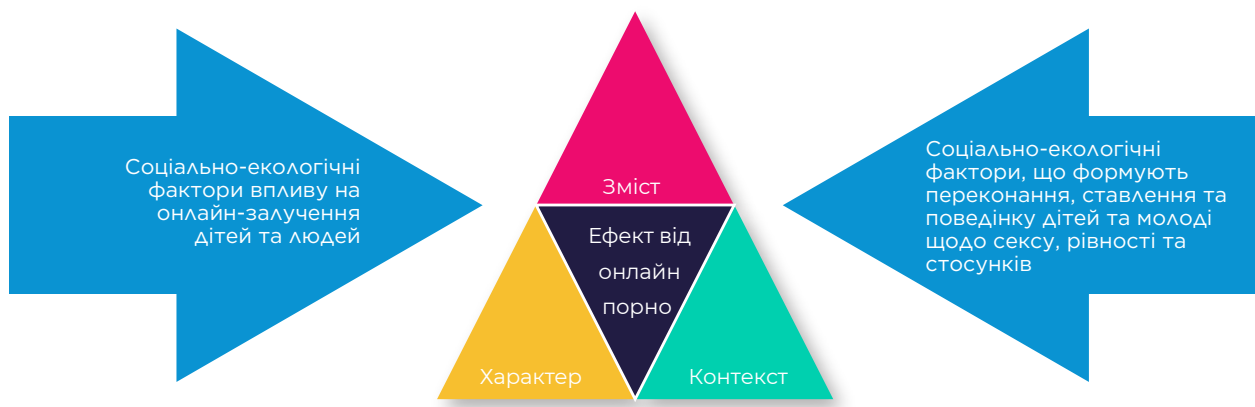 Соціально-екологічні
фактори впливу на
онлайн-залучення
дітей та людей
Зміст
Ефект від
онлайн
порно
Характер
Контекст
Соціально-екологічні
фактори, що формують
переконання, ставлення та
поведінку дітей та молоді
щодо сексу, рівності та
стосунків